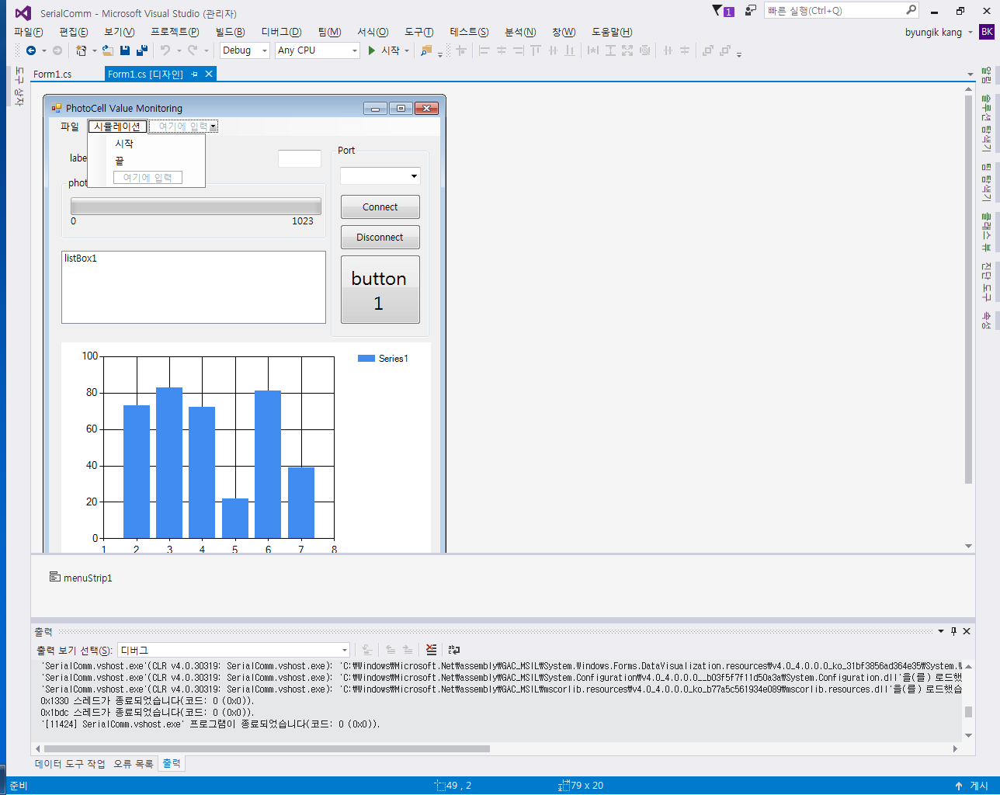 SerialComm - Microsoft Visual Studio (관리자)
1
빠른 실행(Ctrl+Q)
파일(F) 편집(E) 보기(V) 프로젝트(P) 빌드(B) 디버그(D) 팀(M) 서식(O) 도구(T) 테스트(S) 분석(N) 창(W) 도움말(H)
byungik kang BK
Debug Any CPU 시작
도구 상자
Form1.cs Form1.cs [디자인]
PhotoCell Value Monitoring
파일 시뮬레이션 여기에 입력
시작
끝
여기에 입력
labe
phot
0 1023
listBox1
Port
Connect
Disconnect
button
1
100
80
60
40
20
0
1 2 3 4 5 6 7 8
Series1
알림
솔루션 탐색기
팀 탐색기
클래스 뷰
진단 도구
속성
menuStrip1
출력
출력 보기 선택(S): 디버그
'SerialComm.vshost.exe'(CLR v4.0.30319: SerialComm.vshost.exe): 'C:₩Windows₩Microsoft.Net₩assembly₩GAC_MSIL₩System.Windows.Forms.DataVisualization.resources₩v4.0_4.0.0.0_ko_31bf3856ad364e35₩System.W
'SerialComm.vshost.exe'(CLR v4.0.30319: SerialComm.vshost.exe): 'C:₩Windows₩Microsoft.Net₩assembly₩GAC_MSIL₩System.Configuration₩v4.0_4.0.0.0__b03f5f7f11d50a3a₩System.Configuration.dll'을(를) 로드했
'SerialComm.vshost.exe'(CLR v4.0.30319: SerialComm.vshost.exe): 'C:₩Windows₩Microsoft.Net₩assembly₩GAC_MSIL₩mscorlib.resources₩v4.0_4.0.0.0_ko_b77a5c561934e089₩mscorlib.resources.dll'을(를) 로드했습
0x1330 스레드가 종료되었습니다(코드: 0 (0x0)).
0x1bdc 스레드가 종료되었습니다(코드: 0 (0x0)).
'[11424] SerialComm.vshost.exe' 프로그램이 종료되었습니다(코드: 0 (0x0)).
데이터 도구 작업 오류 목록 출력
준비 49 , 2 79 x 20 게시